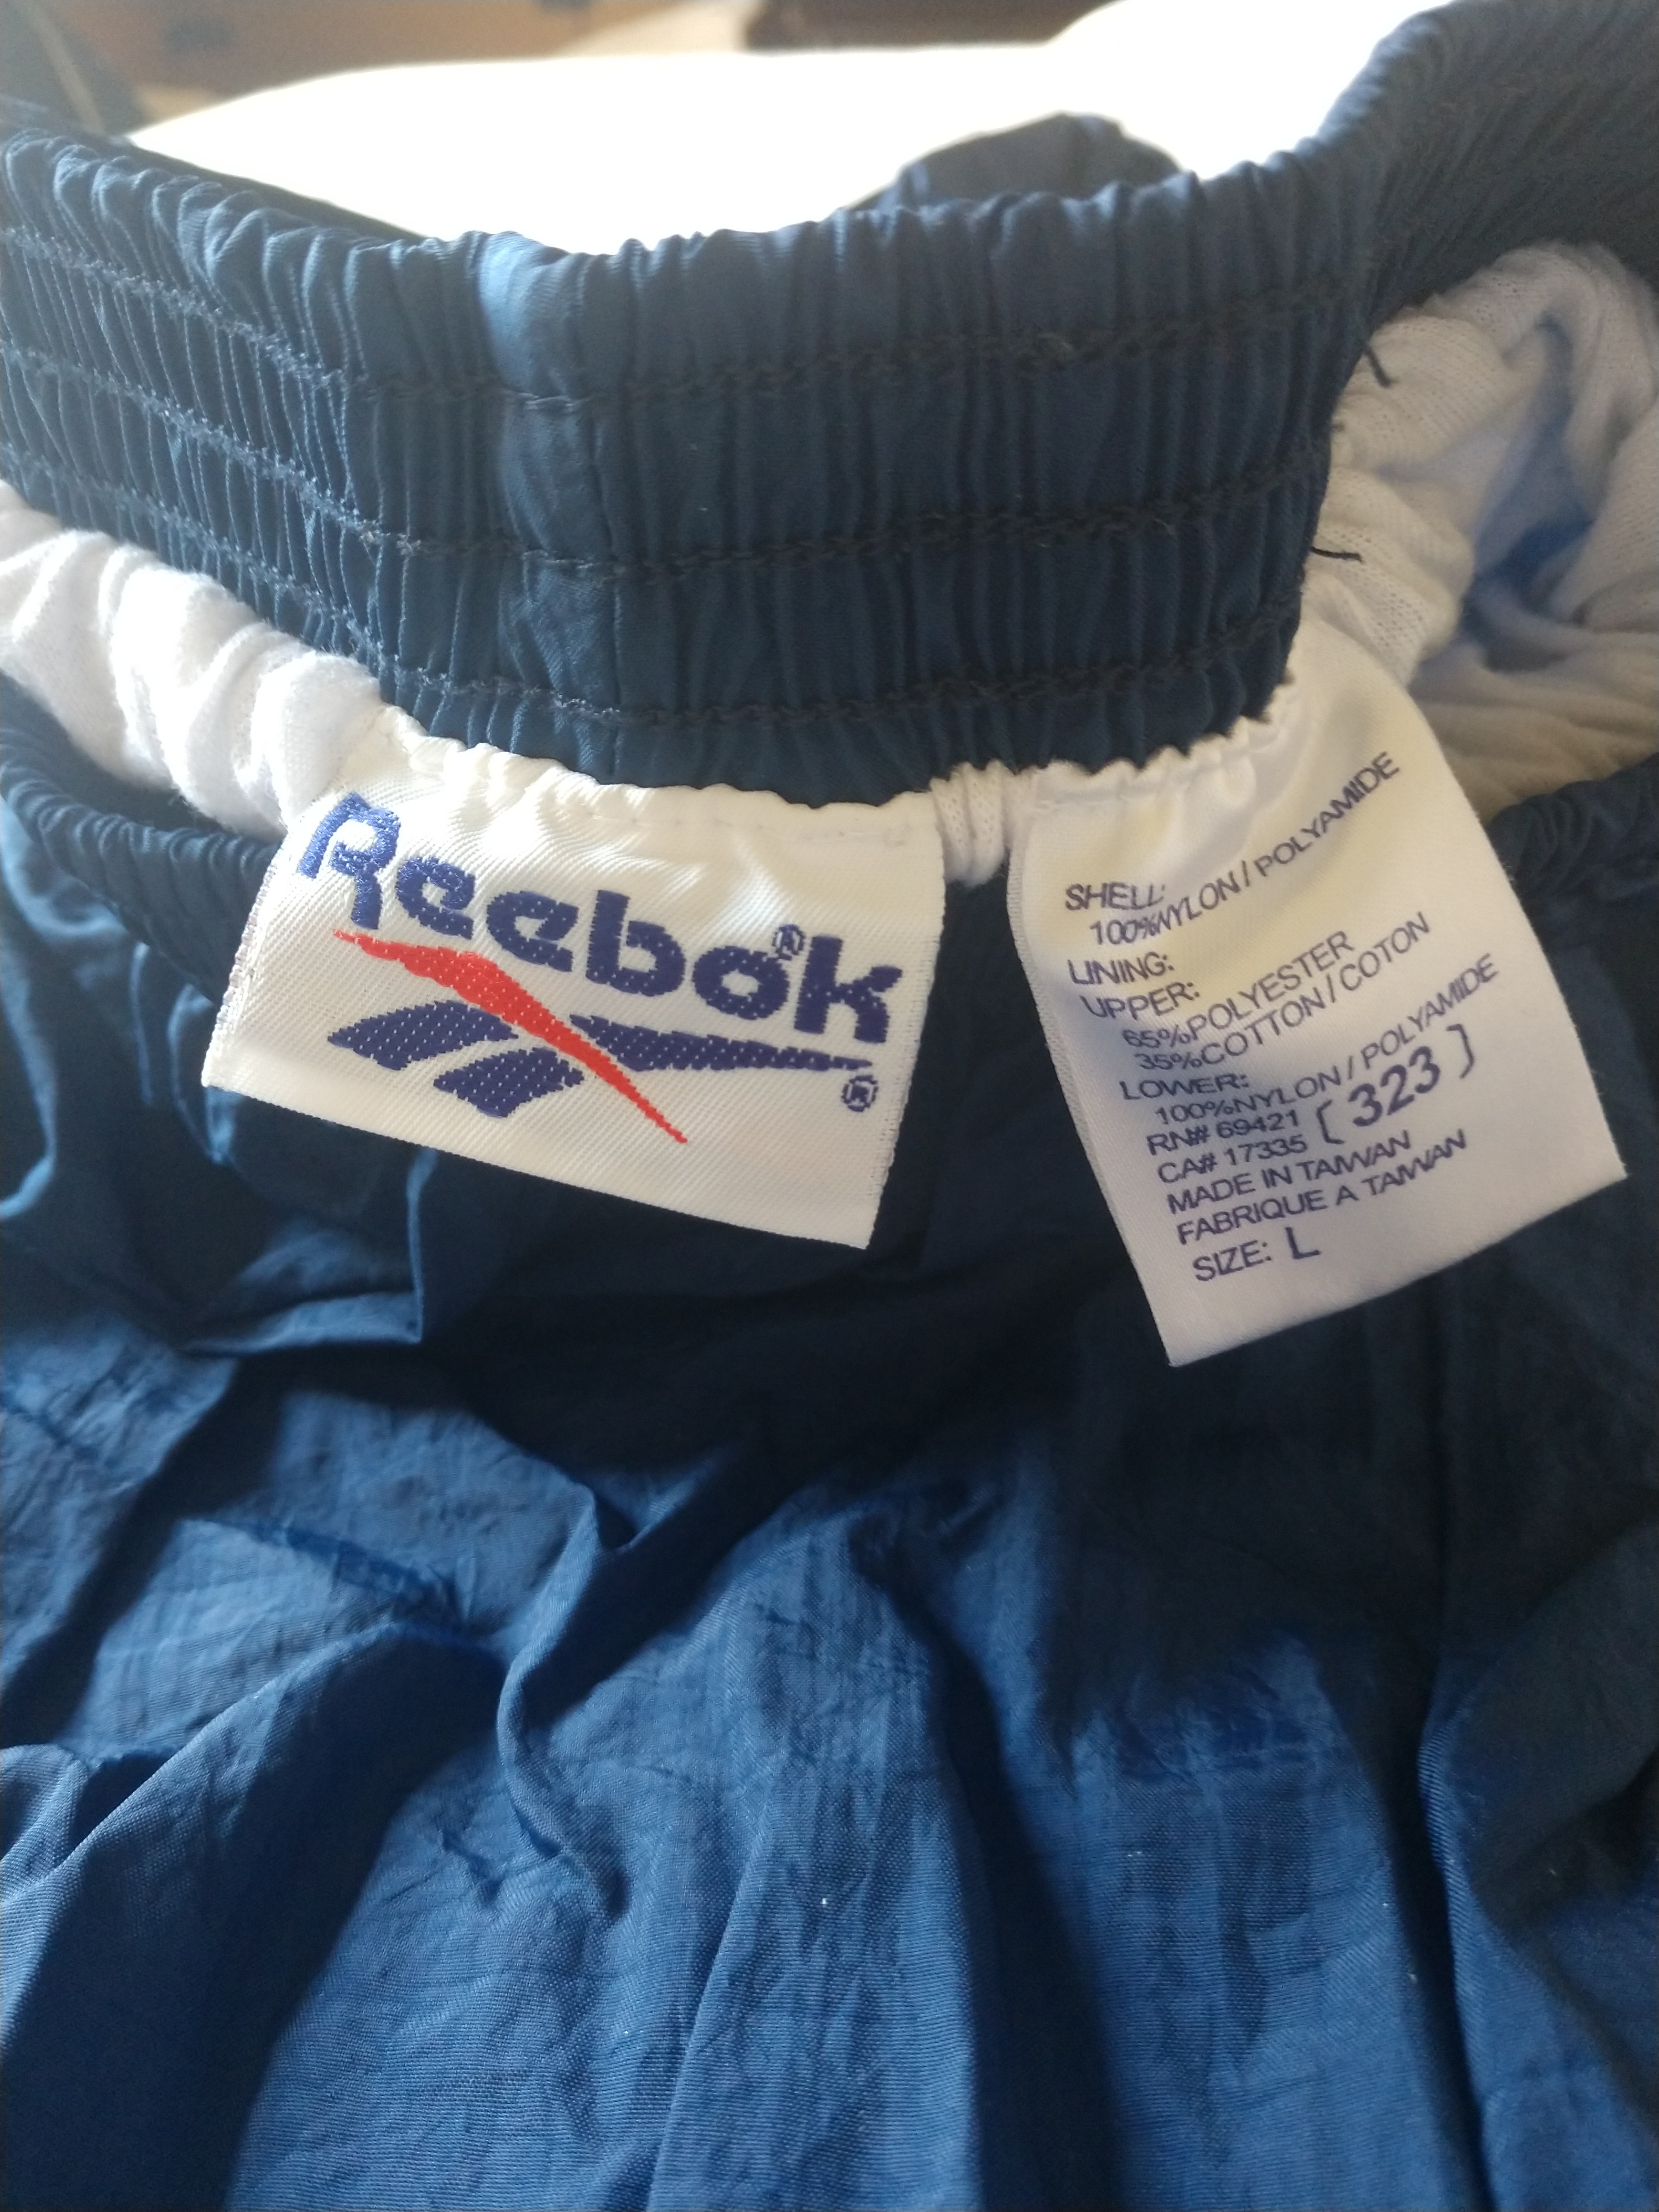 Reebok®
®
SHELL:
100%NYLON / POLYAMIDE
LINING:
UPPER:
65%POLYESTER
35%COTTON / COTON
LOWER:
100%NYLON / POLYAMIDE
RN# 69421 [ 323 ]
CA# 17335
MADE IN TAIWAN
FABRIQUE A TAIWAN
SIZE: L